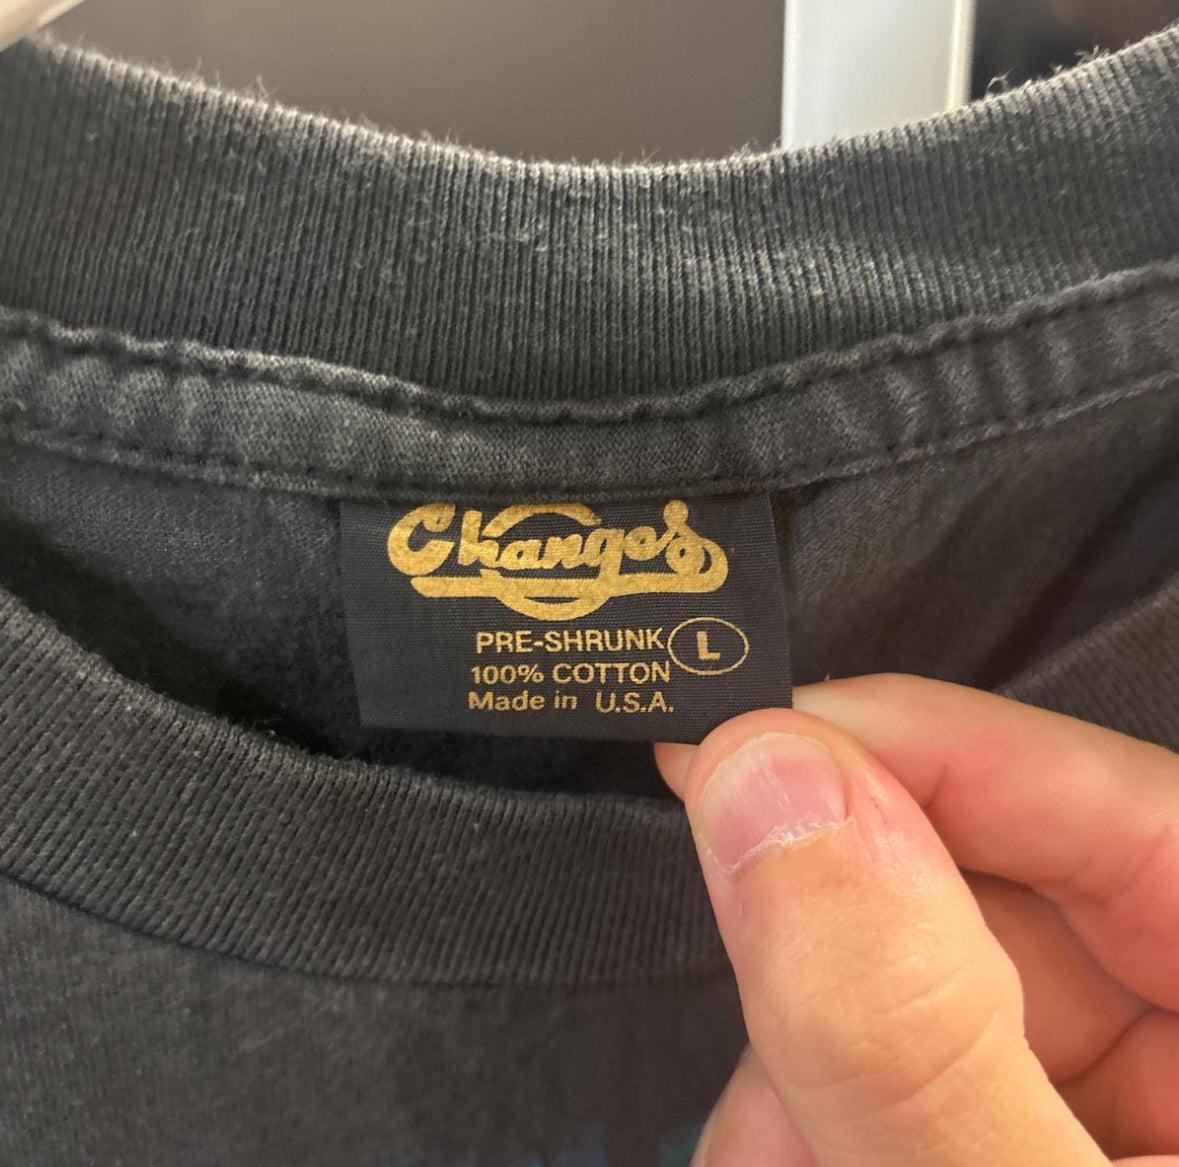 Changes
PRE-SHRUNK L
100% COTTON
Made in U.S.A.